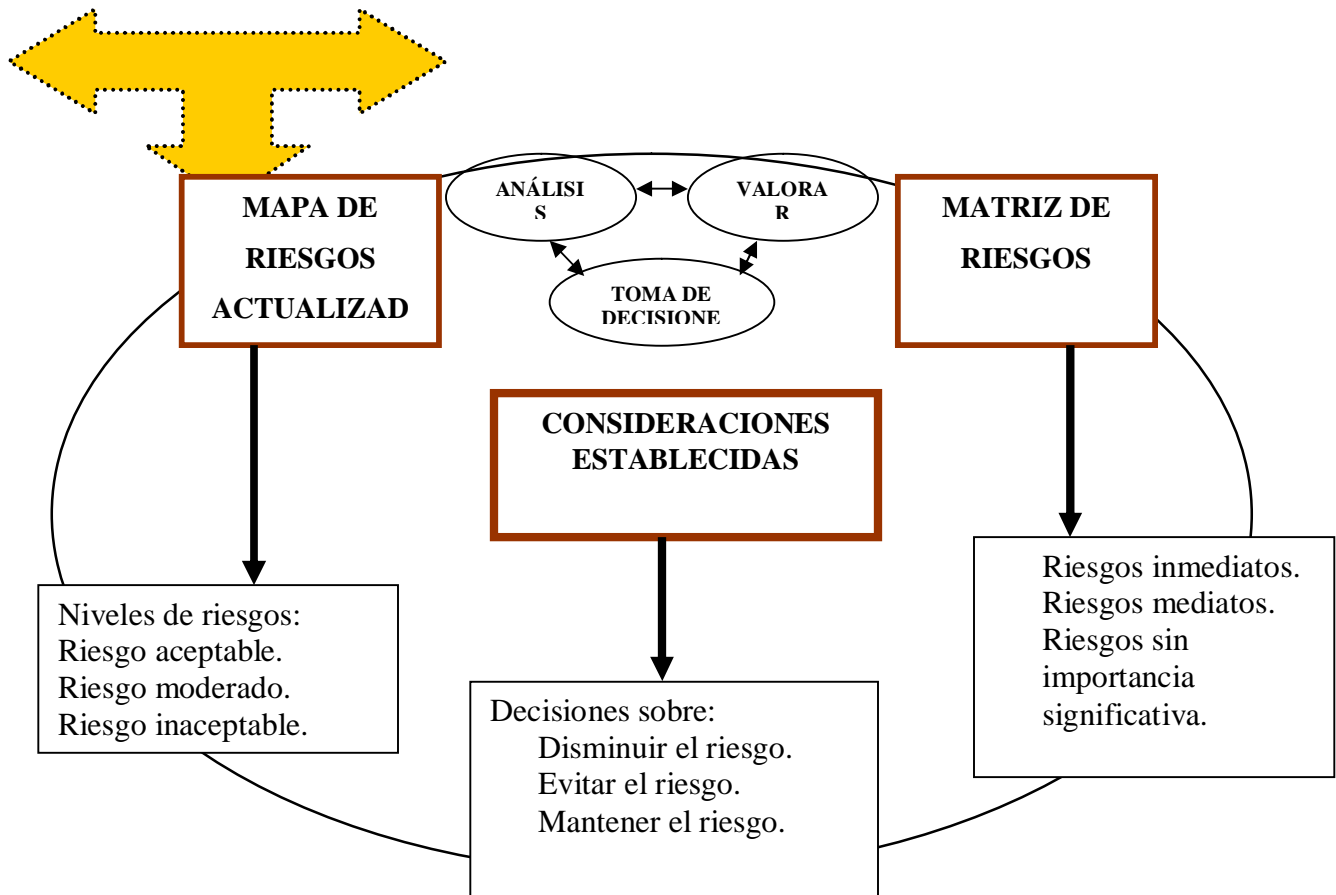 MAPA DE
RIESGOS
ACTUALIZAD
ANÁLISI
S
VALORA
R
TOMA DE
DECISIONE
MATRIZ DE
RIESGOS
CONSIDERACIONES
ESTABLECIDAS
Niveles de riesgos:
Riesgo aceptable.
Riesgo moderado.
Riesgo inaceptable.
Decisiones sobre:
Disminuir el riesgo.
Evitar el riesgo.
Mantener el riesgo.
Riesgos inmediatos.
Riesgos mediatos.
Riesgos sin
importancia
significativa.